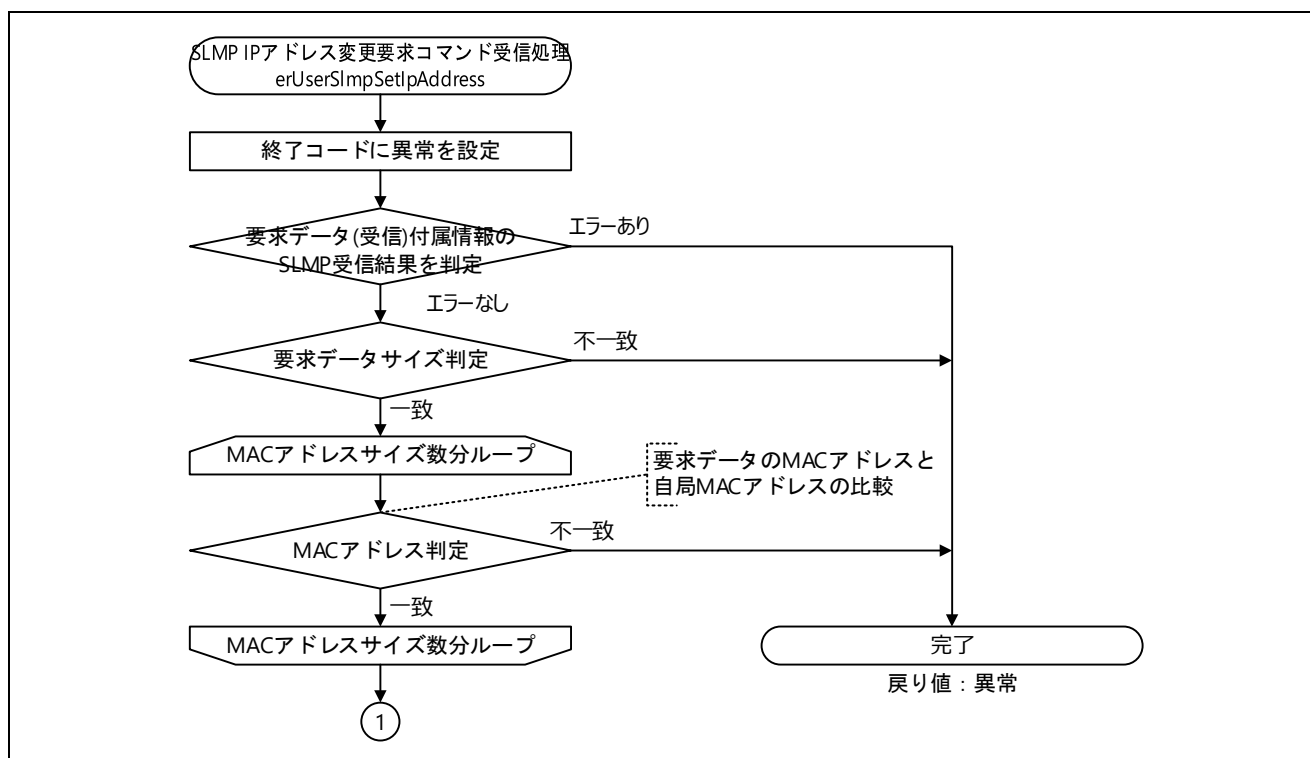 SLMP IPアドレス変更要求コマンド受信処理
erUserSlmpSetIpAddress
終了コードに異常を設定
要求データ(受信)付属情報の
SLMP受信結果を判定
エラーあり
エラーなし
要求データサイズ判定
不一致
一致
MACアドレスサイズ数分ループ
要求データのMACアドレスと
自局MACアドレスの比較
MACアドレス判定
不一致
一致
MACアドレスサイズ数分ループ
完了
戻り値：異常
1